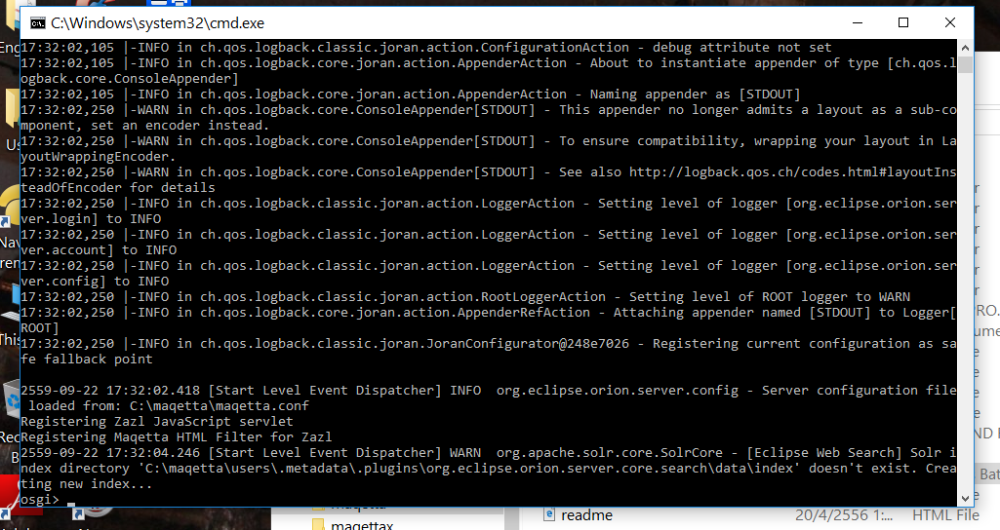 C:\Windows\system32\cmd.exe
17:32:02,105 |-INFO in ch.qos.logback.classic.joran.action.ConfigurationAction - debug attribute not set
17:32:02,105 |-INFO in ch.qos.logback.core.joran.action.AppenderAction - About to instantiate appender of type [ch.qos.l
ogback.core.ConsoleAppender]
17:32:02,105 |-INFO in ch.qos.logback.core.joran.action.AppenderAction - Naming appender as [STDOUT]
17:32:02,250 |-WARN in ch.qos.logback.core.ConsoleAppender[STDOUT] - This appender no longer admits a layout as a sub-co
mponent, set an encoder instead.
17:32:02,250 |-WARN in ch.qos.logback.core.ConsoleAppender[STDOUT] - To ensure compatibility, wrapping your layout in La
youtWrappingEncoder.
17:32:02,250 |-WARN in ch.qos.logback.core.ConsoleAppender[STDOUT] - See also http://logback.qos.ch/codes.html#layoutIns
teadOfEncoder for details
17:32:02,250 |-INFO in ch.qos.logback.classic.joran.action.LoggerAction - Setting level of logger [org.eclipse.orion.ser
ver.login] to INFO
17:32:02,250 |-INFO in ch.qos.logback.classic.joran.action.LoggerAction - Setting level of logger [org.eclipse.orion.ser
ver.account] to INFO
17:32:02,250 |-INFO in ch.qos.logback.classic.joran.action.LoggerAction - Setting level of logger [org.eclipse.orion.ser
ver.config] to INFO
17:32:02,250 |-INFO in ch.qos.logback.classic.joran.action.RootLoggerAction - Setting level of ROOT logger to WARN
17:32:02,250 |-INFO in ch.qos.logback.core.joran.action.AppenderRefAction - Attaching appender named [STDOUT] to Logger[
ROOT]
17:32:02,250 |-INFO in ch.qos.logback.classic.joran.JoranConfigurator@248e7026 - Registering current configuration as sa
fe fallback point
2559-09-22 17:32:02.418 [Start Level Event Dispatcher] INFO  org.eclipse.orion.server.config - Server configuration file
 loaded from: C:\maqetta\maqetta.conf
Registering Zazl JavaScript servlet
Registering Maqetta HTML Filter for Zazl
2559-09-22 17:32:04.246 [Start Level Event Dispatcher] WARN  org.apache.solr.core.SolrCore - [Eclipse Web Search] Solr i
ndex directory 'C:\maqetta\users\.metadata\.plugins\org.eclipse.orion.server.core.search\data\index' doesn't exist. Crea
ting new index...
osgi>
maqettax
readme 20/4/2556 1:... HTML File